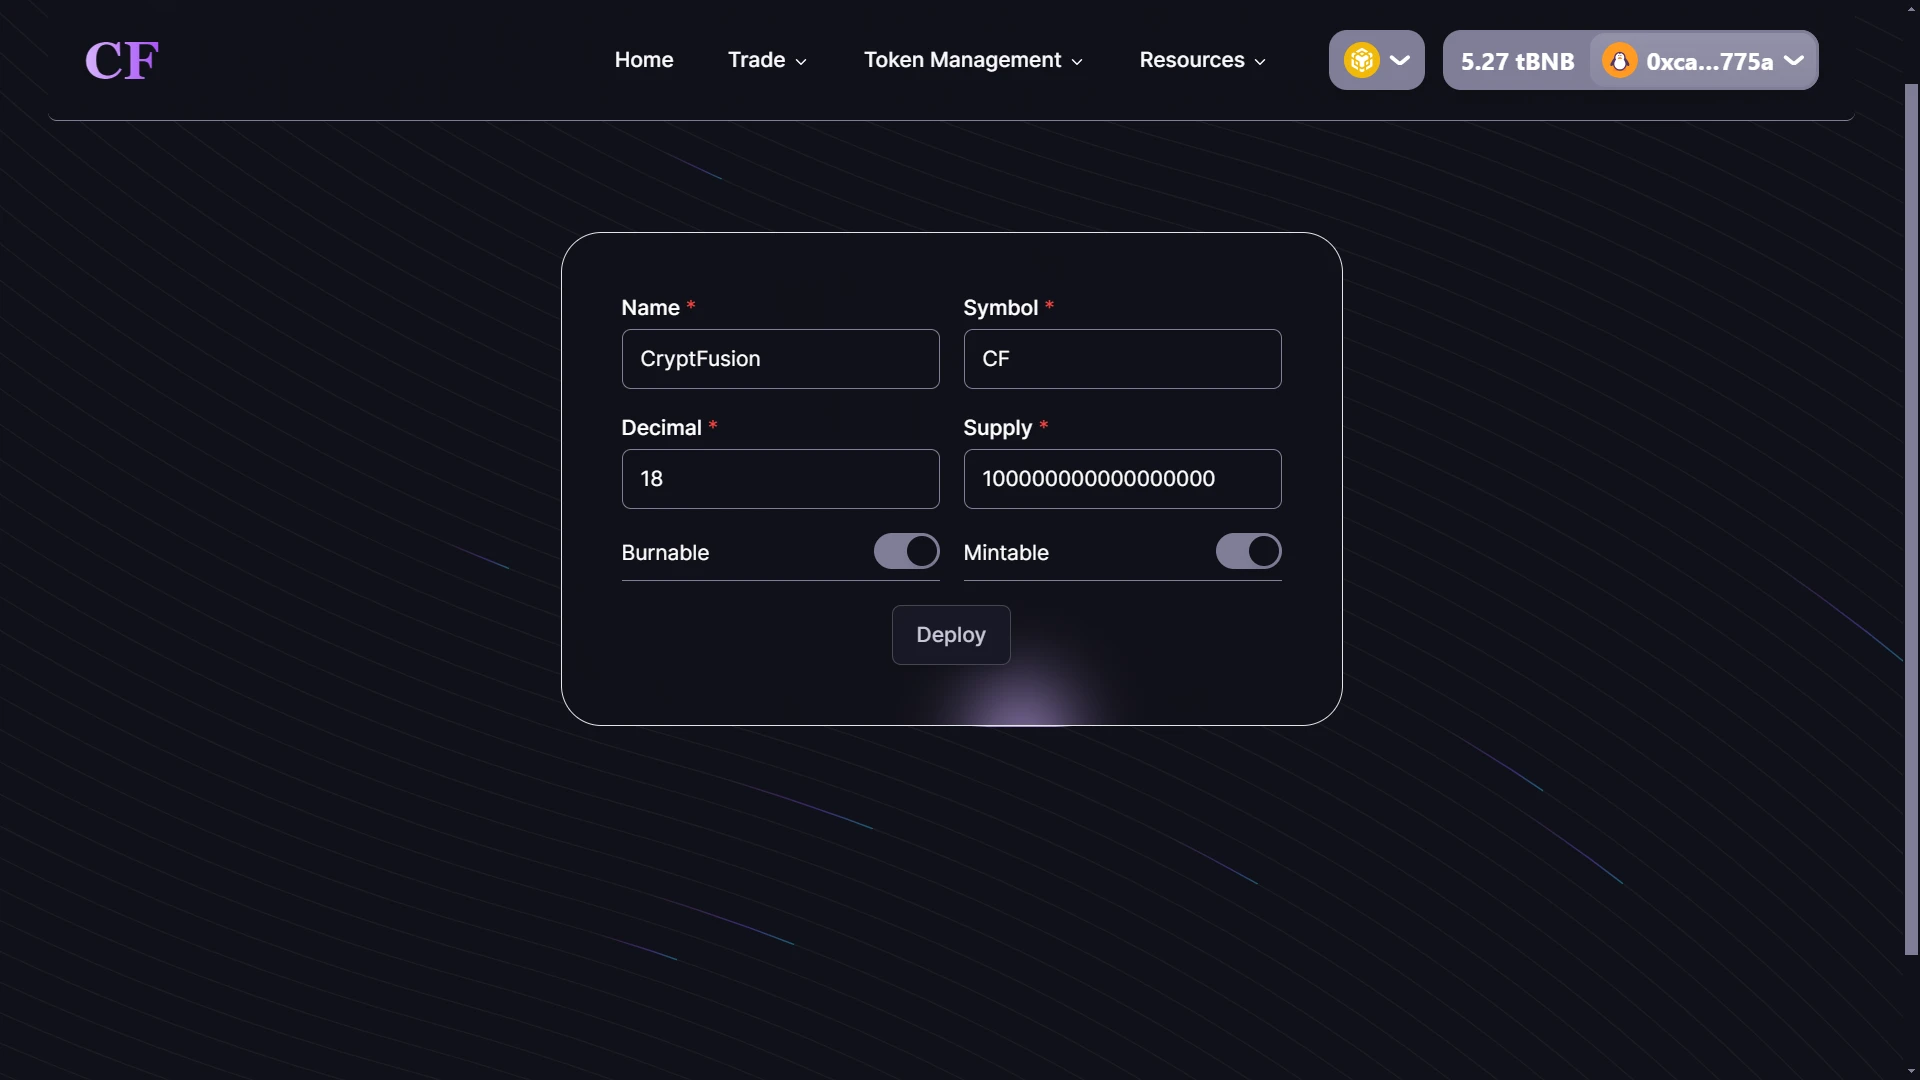 CF
Home
Trade
Token Management
Resources
5.27 tBNB
0xca...775a
Name *
Symbol *
CryptFusion
CF
Decimal *
Supply *
18
100000000000000000
Burnable
Mintable
Deploy